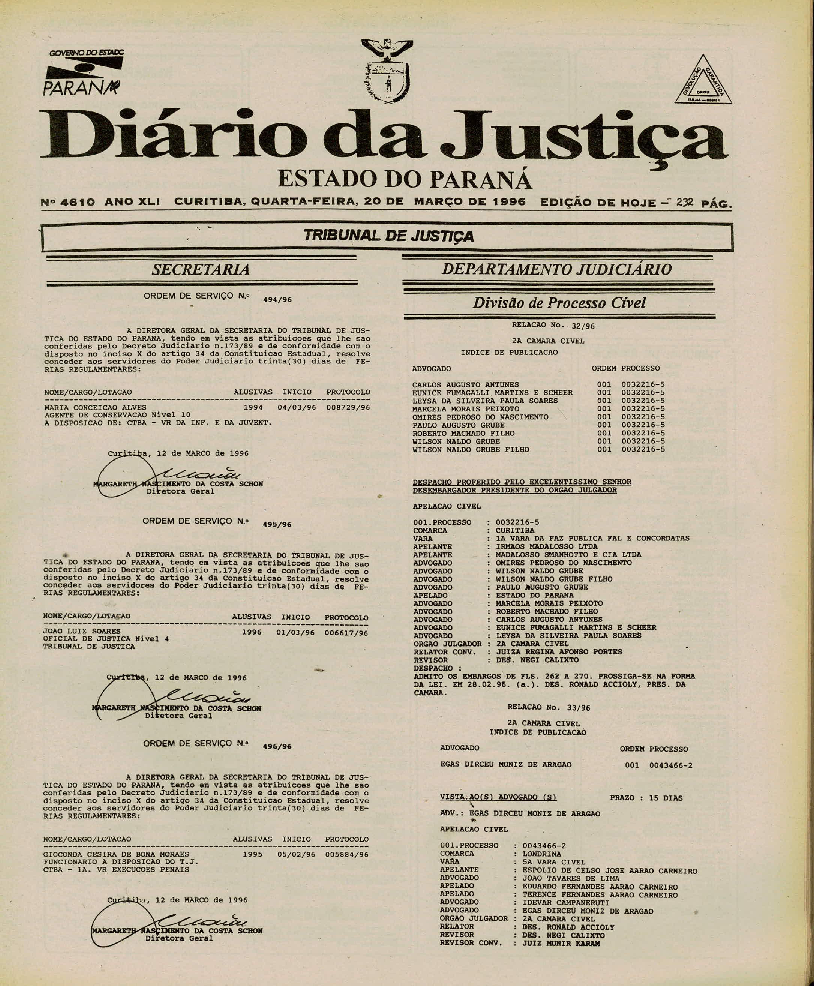 GOVERNO DO ESTADO
PARANÁ
Diário da Justiça
ESTADO DO PARANÁ
Nº 4610 ANO XLI CURITIBA, QUARTA-FEIRA, 20 DE MARÇO DE 1996 EDIÇÃO DE HOJE - 232 PÁG.
TRIBUNAL DE JUSTIÇA
SECRETARIA
ORDEM DE SERVIÇO N.º 494/96
A DIRETORA GERAL DA SECRETARIA DO TRIBUNAL DE JUS-
TICA DO ESTADO DO PARANA, tendo em vista as atribuicoes que lhe sao
conferidas pelo Decreto Judiciario n.173/89 e de conformidade com o
disposto no inciso X do artigo 34 da Constituicao Estadual, resolve
conceder aos servidores do Poder Judiciario trinta(30) dias de FE-
RIAS REGULAMENTARES:
NOME/CARGO/LOTACAO ALUSIVAS INICIO PROTOCOLO
MARIA CONCEICAO ALVES 1994 04/03/96 008729/96
AGENTE DE CONSERVACAO Nivel 10
A DISPOSICAO DE: CTBA - VR DA INF. E DA JUVENT.
Curitiba, 12 de MARCO de 1996
MARGARETH NASCIMENTO DA COSTA SCHON
Diretora Geral
ORDEM DE SERVIÇO N.º 495/96
A DIRETORA GERAL DA SECRETARIA DO TRIBUNAL DE JUS-
TICA DO ESTADO DO PARANA, tendo em vista as atribuicoes que lhe sao
conferidas pelo Decreto Judiciario n.173/89 e de conformidade com o
disposto no inciso X do artigo 34 da Constituicao Estadual, resolve
conceder aos servidores do Poder Judiciario trinta(30) dias de FE-
RIAS REGULAMENTARES:
NOME/CARGO/LOTACAO ALUSIVAS INICIO PROTOCOLO
JOAO LUIZ SOARES 1996 01/03/96 006617/96
OFICIAL DE JUSTICA Nivel 4
TRIBUNAL DE JUSTICA
Curitiba, 12 de MARCO de 1996
MARGARETH NASCIMENTO DA COSTA SCHON
Diretora Geral
ORDEM DE SERVIÇO N.º 496/96
A DIRETORA GERAL DA SECRETARIA DO TRIBUNAL DE JUS-
TICA DO ESTADO DO PARANA, tendo em vista as atribuicoes que lhe sao
conferidas pelo Decreto Judiciario n.173/89 e de conformidade com o
disposto no inciso X do artigo 34 da Constituicao Estadual, resolve
conceder aos servidores do Poder Judiciario trinta(30) dias de FE-
RIAS REGULAMENTARES:
NOME/CARGO/LOTACAO ALUSIVAS INICIO PROTOCOLO
GIOCONDA CESIRA DE BONA MORAES 1995 05/02/96 005884/96
FUNCIONARIO A DISPOSICAO DO T.J.
CTBA - 1A. VR EXECUCOES PENAIS
Curitiba, 12 de MARCO de 1996
MARGARETH NASCIMENTO DA COSTA SCHON
Diretora Geral
DEPARTAMENTO JUDICIÁRIO
Divisão de Processo Cível
RELACAO No. 32/96
2A CAMARA CIVEL
INDICE DE PUBLICACAO
ADVOGADO ORDEM PROCESSO
CARLOS AUGUSTO ANTUNES 001 0032216-5
EUNICE FUMAGALLI MARTINS E SCHEER 001 0032216-5
LEYSA DA SILVEIRA PAULA SOARES 001 0032216-5
MARCELA MORAIS PEIXOTO 001 0032216-5
OMIRES PEDROSO DO NASCIMENTO 001 0032216-5
PAULO AUGUSTO GRUBE 001 0032216-5
ROBERTO MACHADO FILHO 001 0032216-5
WILSON NALDO GRUBE 001 0032216-5
WILSON NALDO GRUBE FILHO 001 0032216-5
DESPACHO PROFERIDO PELO EXCELENTISSIMO SENHOR
DESEMBARGADOR PRESIDENTE DO ORGAO JULGADOR
APELACAO CIVEL
001.PROCESSO : 0032216-5
COMARCA : CURITIBA
VARA : 1A VARA DA FAZ PUBLICA FAL E CONCORDATAS
APELANTE : IRMAOS MADALOSSO LTDA
APELANTE : MADALOSSO SMANHOTTO E CIA LTDA
ADVOGADO : OMIRES PEDROSO DO NASCIMENTO
ADVOGADO : WILSON NALDO GRUBE
ADVOGADO : WILSON NALDO GRUBE FILHO
ADVOGADO : PAULO AUGUSTO GRUBE
APELADO : ESTADO DO PARANA
ADVOGADO : MARCELA MORAIS PEIXOTO
ADVOGADO : ROBERTO MACHADO FILHO
ADVOGADO : CARLOS AUGUSTO ANTUNES
ADVOGADO : EUNICE FUMAGALLI MARTINS E SCHEER
ADVOGADO : LEYSA DA SILVEIRA PAULA SOARES
ORGAO JULGADOR : 2A CAMARA CIVEL
RELATOR CONV. : JUIZA REGINA AFONSO PORTES
REVISOR : DES. NEGI CALIXTO
DESPACHO :
ADMITO OS EMBARGOS DE FLS. 262 A 270. PROSSIGA-SE NA FORMA
DA LEI. EM 28.02.96. (a.). DES. RONALD ACCIOLY, PRES. DA
CAMARA.
RELACAO No. 33/96
2A CAMARA CIVEL
INDICE DE PUBLICACAO
ADVOGADO ORDEM PROCESSO
EGAS DIRCEU MONIZ DE ARAGAO 001 0043466-2
VISTA AO(S) ADVOGADO (S) PRAZO : 15 DIAS
ADV.: EGAS DIRCEU MUNIZ DE ARAGAO
APELACAO CIVEL
001.PROCESSO : 0043466-2
COMARCA : LONDRINA
VARA : 5A VARA CIVEL
APELANTE : ESPOLIO DE CELSO JOSE AARAO CARNEIRO
ADVOGADO : JOAO TAVARES DE LIMA
APELADO : EDUARDO FERNANDES AARAO CARNEIRO
APELADO : TERENCE FERNANDES AARAO CARNEIRO
ADVOGADO : IDEVAR CAMPANERUTI
ADVOGADO : EGAS DIRCEU MONIZ DE ARAGAO
ORGAO JULGADOR : 2A CAMARA CIVEL
RELATOR : DES. RONALD ACCIOLY
REVISOR : DES. NEGI CALIXTO
REVISOR CONV. : JUIZ MUNIR KARAM